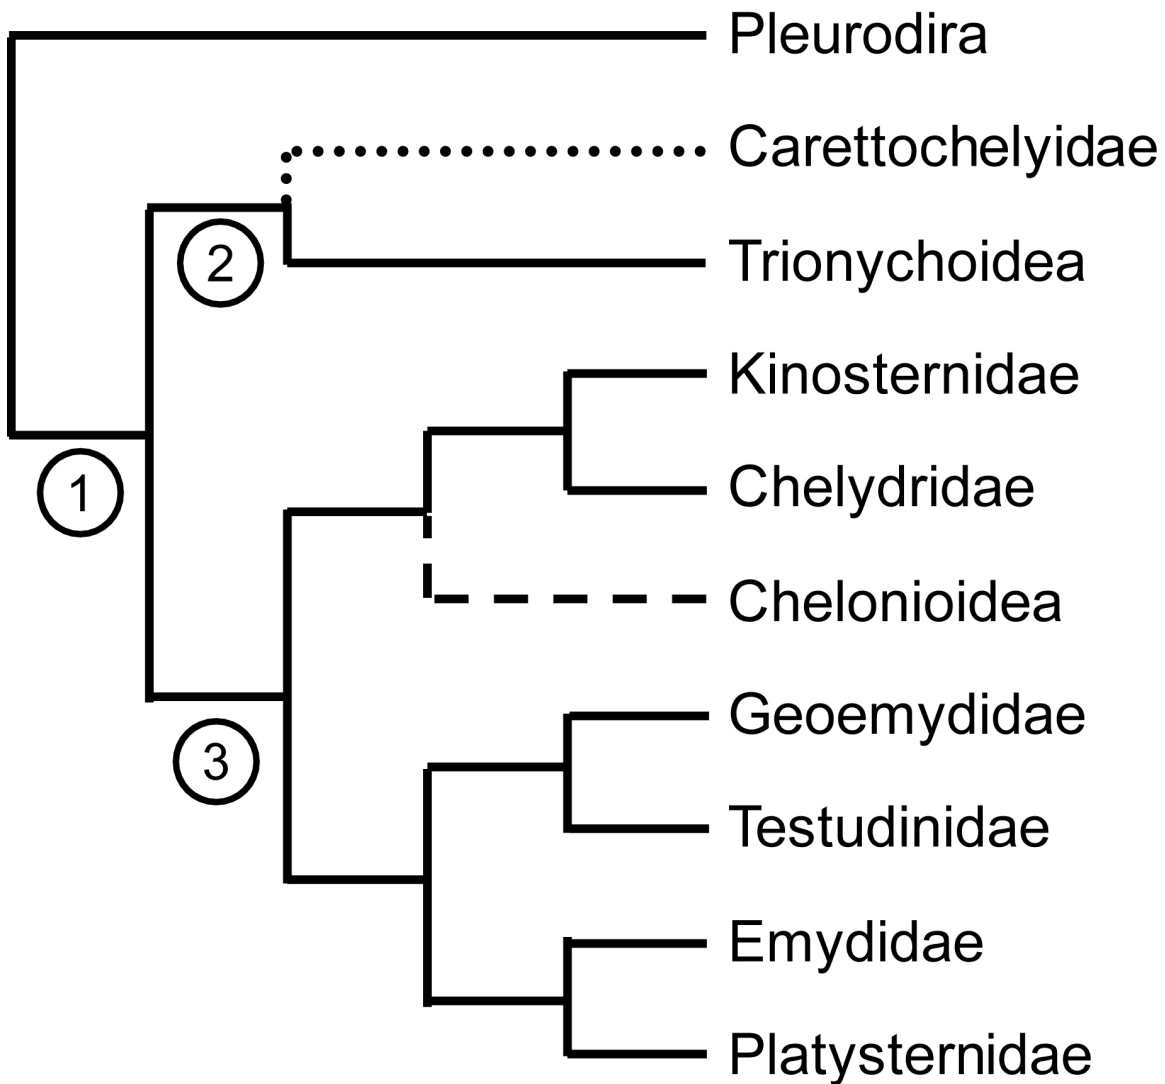 Pleurodira
Carettochelyidae
2
Trionychoidea
Kinosternidae
1
Chelydridae
Chelonioidea
Geoemydidae
3
Testudinidae
Emydidae
Platysternidae